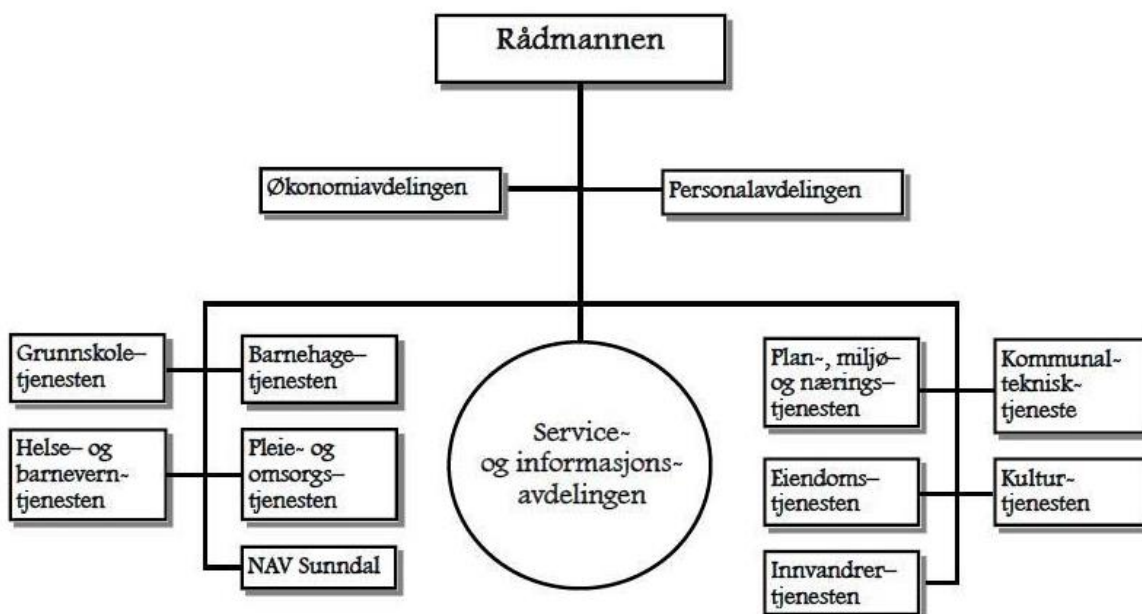 Rådmannen
Økonomiavdelingen
Personalavdelingen
Grunnskole–
tjenesten
Barnehage–
tjenesten
Helse– og
barnevern-
tjenesten
Pleie- og
omsorgs–
tjenesten
NAV Sunndal
Service-
og informasjons-
avdelingen
Plan-, miljø–
og nærings–
tjenesten
Kommunal-
teknisk-
tjeneste
Eiendoms–
tjenesten
Kultur-
tjenesten
Innvandrer–
tjenesten